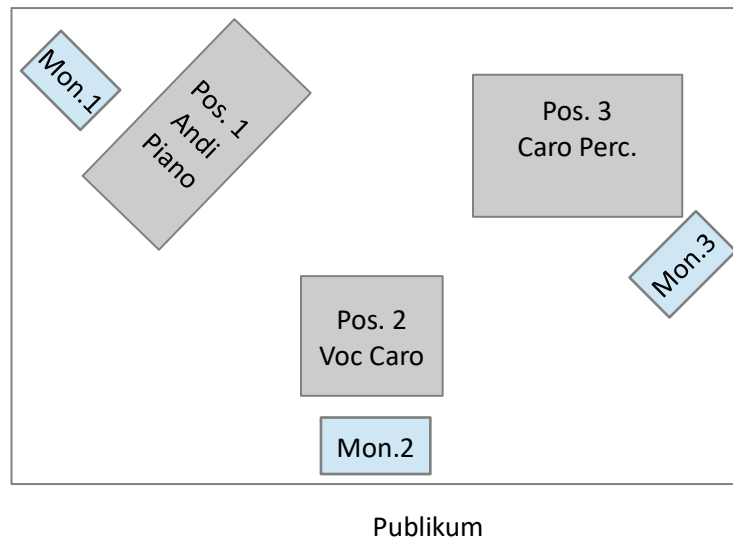 Mon.1
Pos. 1
Andi
Piano
Pos. 3
Caro Perc.
Mon.3
Pos. 2
Voc Caro
Mon.2
Publikum